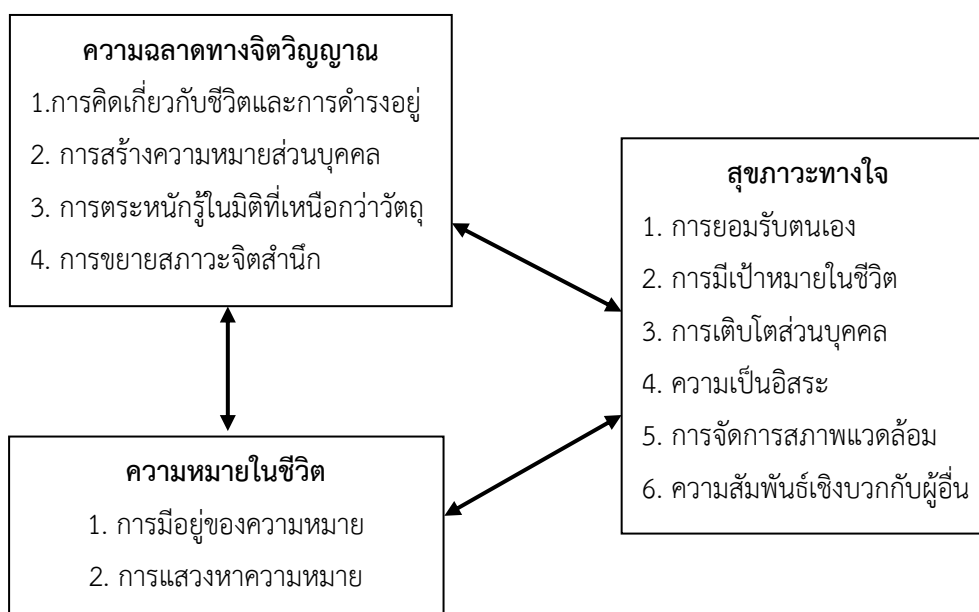 ความฉลาดทางจิตวิญญาณ
1.การคิดเกี่ยวกับชีวิตและการดำรงอยู่
2. การสร้างความหมายส่วนบุคคล
3. การตระหนักรู้ในมิติที่เหนือกว่าวัตถุ
4. การขยายสภาวะจิตสำนึก
ความหมายในชีวิต
1. การมีอยู่ของความหมาย
2. การแสวงหาความหมาย
สุขภาวะทางใจ
1. การยอมรับตนเอง
2. การมีเป้าหมายในชีวิต
3. การเติบโตส่วนบุคคล
4. ความเป็นอิสระ
5. การจัดการสภาพแวดล้อม
6. ความสัมพันธ์เชิงบวกกับผู้อื่น